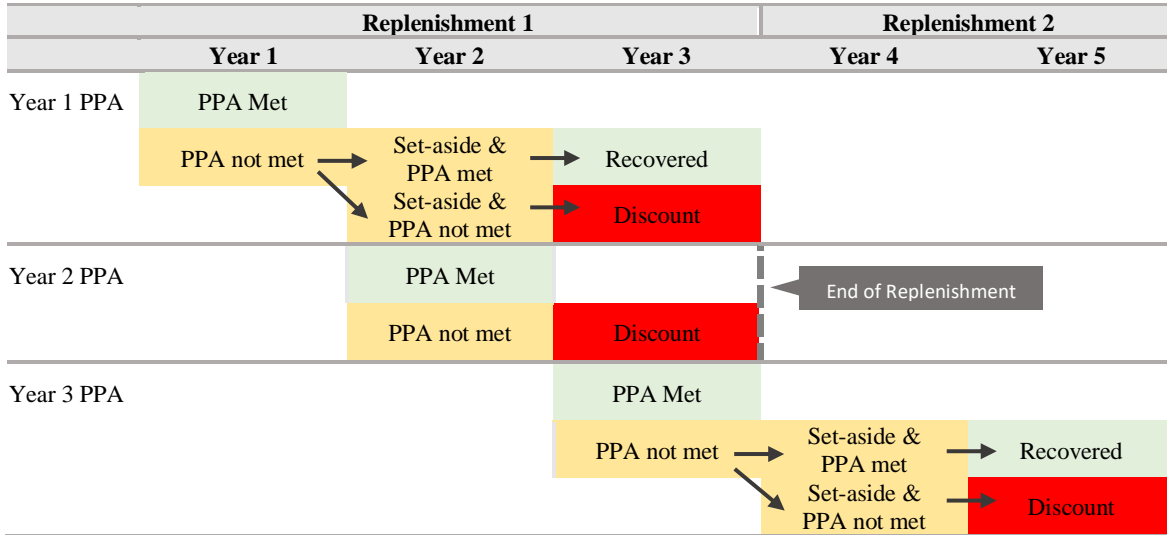 Replenishment 1 Replenishment 2
Year 1 Year 2 Year 3 Year 4 Year 5
Year 1 PPA PPA Met
PPA not met Set-aside & PPA met Recovered
Set-aside & PPA not met Discount
Year 2 PPA PPA Met
End of Replenishment
PPA not met Discount
Year 3 PPA PPA Met
PPA not met Set-aside & PPA met Recovered
Set-aside & PPA not met Discount